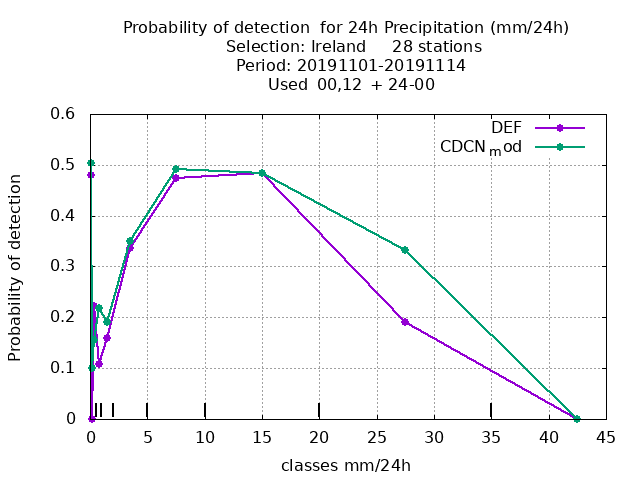 Probability of detection for 24h Precipitation (mm/24h)
Selection: Ireland 28 stations
Period: 20191101-20191114
Used 00,12 + 24-00
DEF
CDCNmod
0.6
0.5
0.4
0.3
0.2
0.1
0
Probability of detection
0 5 10 15 20 25 30 35 40 45
classes mm/24h